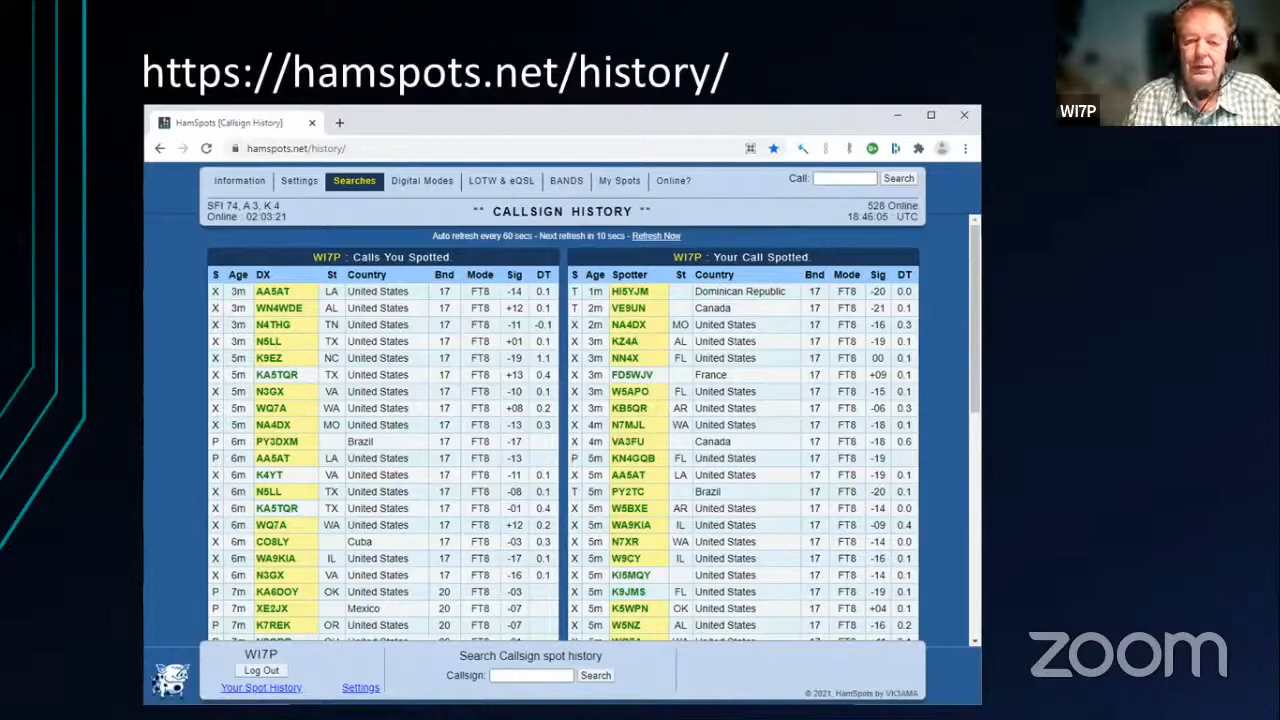 https://hamspots.net/history/
WI7P
HamSpots [Callsign History]
hamspots.net/history/
Information Settings Searches Digital Modes LOTW & eQSL BANDS My Spots Online? Call: Search
SFI 74, A 3, K 4
Online : 02:03:21
** CALLSIGN HISTORY **
528 Online
18:46:05 : UTC
Auto refresh every 60 secs - Next refresh in 10 secs - Refresh Now
WI7P : Calls You Spotted.
S Age DX St Country Bnd Mode Sig DT
X 3m AA5AT LA United States 17 FT8 -14 0.1
X 3m WN4WDE AL United States 17 FT8 +12 0.1
X 3m N4THG TN United States 17 FT8 -11 -0.1
X 3m N5LL TX United States 17 FT8 +01 0.1
X 5m K9EZ NC United States 17 FT8 -19 1.1
X 5m KA5TQR TX United States 17 FT8 +13 0.4
X 5m N3GX VA United States 17 FT8 -10 0.1
X 5m WQ7A WA United States 17 FT8 +08 0.2
X 5m NA4DX MO United States 17 FT8 -13 0.3
P 6m PY3DXM Brazil 17 FT8 -17
P 6m AA5AT LA United States 17 FT8 -13
X 6m K4YT VA United States 17 FT8 -11 0.1
X 6m N5LL TX United States 17 FT8 -08 0.1
X 6m KA5TQR TX United States 17 FT8 -01 0.4
X 6m WQ7A WA United States 17 FT8 +12 0.2
X 6m CO8LY Cuba 17 FT8 -03 0.3
X 6m WA9KIA IL United States 17 FT8 -17 0.1
X 6m N3GX VA United States 17 FT8 -16 0.1
P 7m KA6DOY OK United States 20 FT8 -03
P 7m XE2JX Mexico 20 FT8 -07
P 7m K7REK OR United States 20 FT8 -07
WI7P : Your Call Spotted.
S Age Spotter St Country Bnd Mode Sig DT
T 1m HI5YJM Dominican Republic 17 FT8 -20 0.0
T 2m VE9UN Canada 17 FT8 -21 0.1
X 2m NA4DX MO United States 17 FT8 -16 0.3
X 3m KZ4A AL United States 17 FT8 -19 0.1
X 3m NN4X FL United States 17 FT8 00 0.1
X 3m FD5WJV France 17 FT8 +09 0.1
X 3m W5APO FL United States 17 FT8 -15 0.1
X 3m KB5QR AR United States 17 FT8 -06 0.3
X 4m N7MJL WA United States 17 FT8 -18 0.1
X 4m VA3FU Canada 17 FT8 -18 0.6
P 5m KN4GQB FL United States 17 FT8 -19
X 5m AA5AT LA United States 17 FT8 -19 0.1
T 5m PY2TC Brazil 17 FT8 -20 0.1
X 5m W5BXE AR United States 17 FT8 -14 0.0
X 5m WA9KIA IL United States 17 FT8 -09 0.4
X 5m N7XR WA United States 17 FT8 -14 0.0
X 5m W9CY IL United States 17 FT8 -16 0.1
X 5m KI5MQY United States 17 FT8 -14 0.1
X 5m K9JMS FL United States 17 FT8 -19 0.1
X 5m K5WPN OK United States 17 FT8 +04 0.1
X 5m W5NZ AL United States 17 FT8 -16 0.2
WI7P
Log Out
Your Spot History Settings
Search Callsign spot history
Callsign: Search
© 2021, HamSpots by VK3AMA
zoom